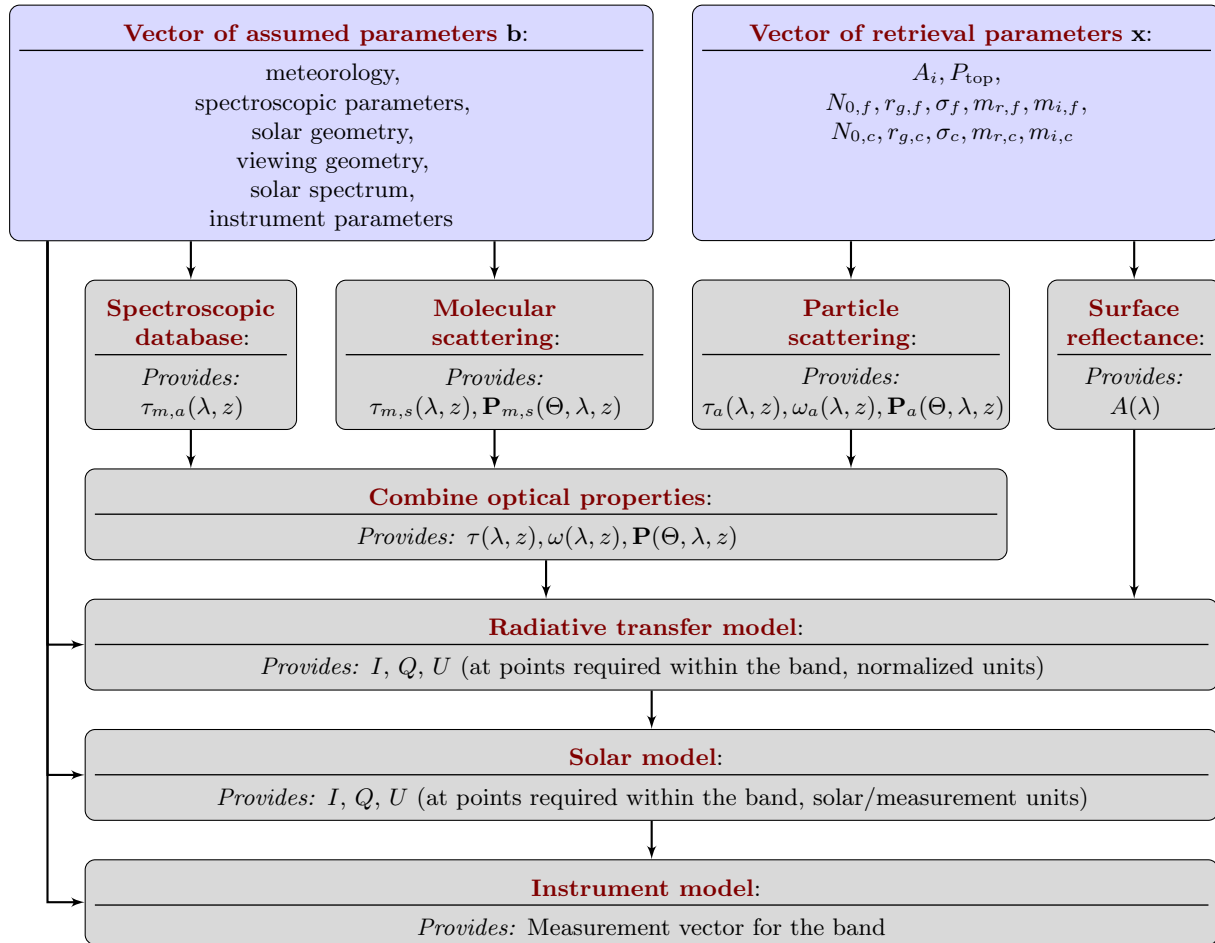 Vector of assumed parameters b:
meteorology,
spectroscopic parameters,
solar geometry,
viewing geometry,
solar spectrum,
instrument parameters
Vector of retrieval parameters x:
A_i, P_top,
N_{0,f}, r_{g,f}, σ_f, m_{r,f}, m_{i,f},
N_{0,c}, r_{g,c}, σ_c, m_{r,c}, m_{i,c}
Spectroscopic
database:
Provides:
τ_{m,a}(λ, z)
Molecular
scattering:
Provides:
τ_{m,s}(λ, z), P_{m,s}(Θ, λ, z)
Particle
scattering:
Provides:
τ_a(λ, z), ω_a(λ, z), P_a(Θ, λ, z)
Surface
reflectance:
Provides:
A(λ)
Combine optical properties:
Provides: τ(λ, z), ω(λ, z), P(Θ, λ, z)
Radiative transfer model:
Provides: I, Q, U (at points required within the band, normalized units)
Solar model:
Provides: I, Q, U (at points required within the band, solar/measurement units)
Instrument model:
Provides: Measurement vector for the band